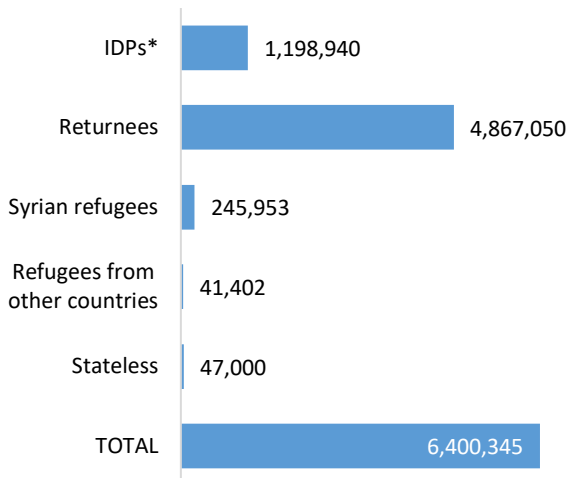 IDPs* 1,198,940
Returnees 4,867,050
Syrian refugees 245,953
Refugees from
other countries 41,402
Stateless 47,000
TOTAL 6,400,345